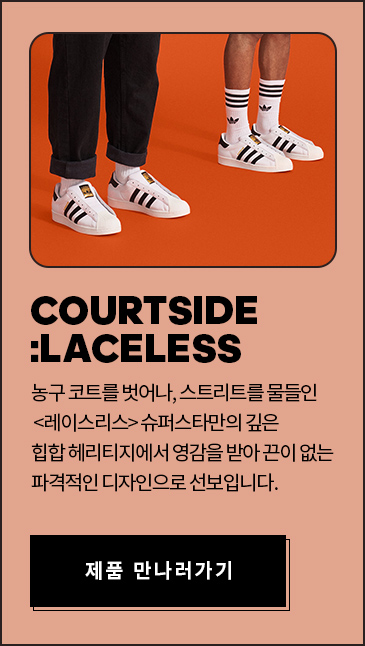 COURTSIDE
:LACELESS
농구 코트를 벗어나, 스트리트를 물들인
<레이스리스> 슈퍼스타만의 깊은
힙합 헤리티지에서 영감을 받아 끈이 없는
파격적인 디자인으로 선보입니다.
제품 만나러가기